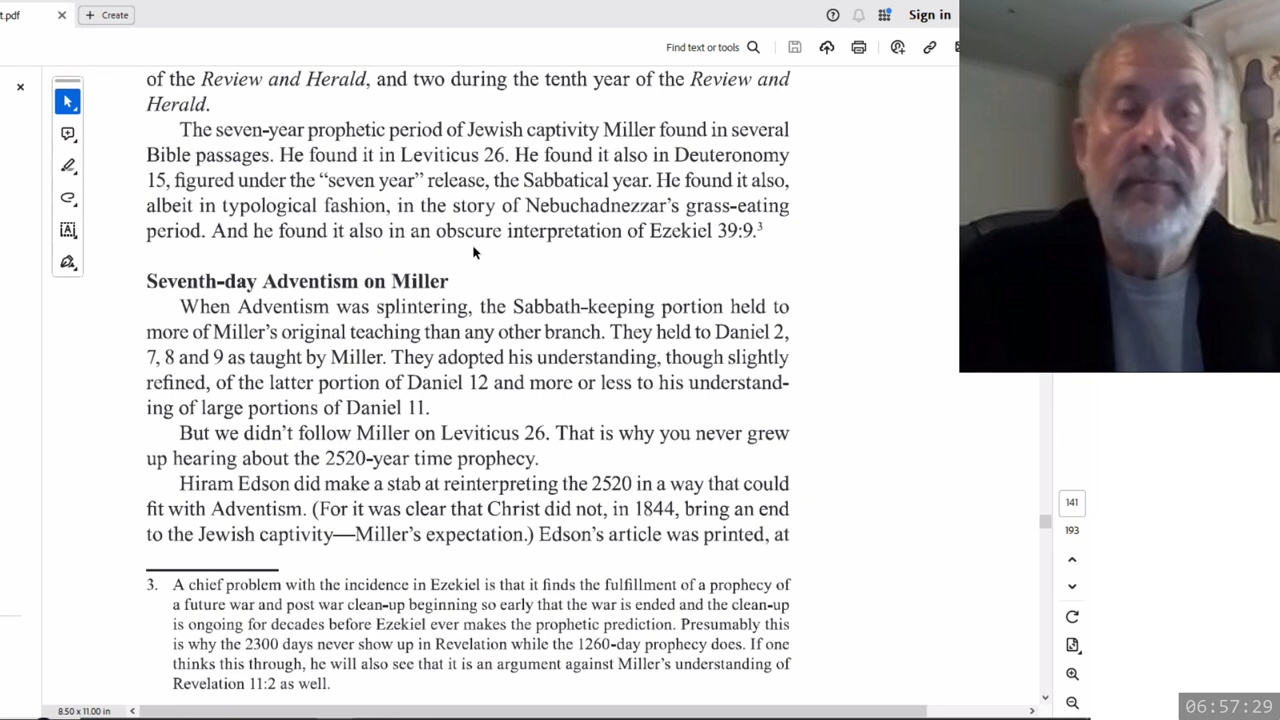 t.pdf
Create
Sign in
Find text or tools
of the Review and Herald, and two during the tenth year of the Review and
Herald.
The seven-year prophetic period of Jewish captivity Miller found in several
Bible passages. He found it in Leviticus 26. He found it also in Deuteronomy
15, figured under the “seven year” release, the Sabbatical year. He found it also,
albeit in typological fashion, in the story of Nebuchadnezzar’s grass-eating
period. And he found it also in an obscure interpretation of Ezekiel 39:9.3
Seventh-day Adventism on Miller
When Adventism was splintering, the Sabbath-keeping portion held to
more of Miller’s original teaching than any other branch. They held to Daniel 2,
7, 8 and 9 as taught by Miller. They adopted his understanding, though slightly
refined, of the latter portion of Daniel 12 and more or less to his understand-
ing of large portions of Daniel 11.
But we didn’t follow Miller on Leviticus 26. That is why you never grew
up hearing about the 2520-year time prophecy.
Hiram Edson did make a stab at reinterpreting the 2520 in a way that could
fit with Adventism. (For it was clear that Christ did not, in 1844, bring an end
to the Jewish captivity—Miller’s expectation.) Edson’s article was printed, at
3. A chief problem with the incidence in Ezekiel is that it finds the fulfillment of a prophecy of
a future war and post war clean-up beginning so early that the war is ended and the clean-up
is ongoing for decades before Ezekiel ever makes the prophetic prediction. Presumably this
is why the 2300 days never show up in Revelation while the 1260-day prophecy does. If one
thinks this through, he will also see that it is an argument against Miller’s understanding of
Revelation 11:2 as well.
141
193
8.50 x 11.00 in
06:57:29